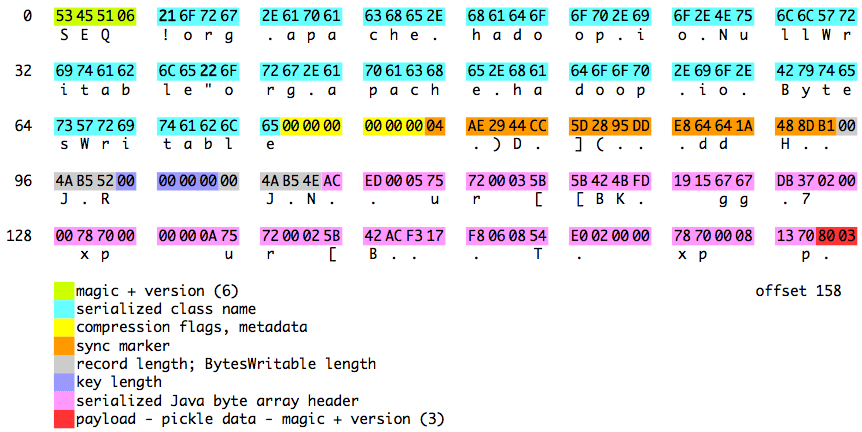 0 53 45 51 06 21 6F 72 67 2E 61 70 61 63 68 65 2E 68 61 64 6F 6F 70 2E 69 6F 2E 4E 75 6C 6C 57 72
S E Q ! o r g . a p a c h e . h a d o o p . i o . N u l l W r
32 69 74 61 62 6C 65 22 6F 72 67 2E 61 70 61 63 68 65 2E 68 61 64 6F 6F 70 2E 69 6F 2E 42 79 74 65
i t a b l e " o r g . a p a c h e . h a d o o p . i o . B y t e
64 73 57 72 69 74 61 62 6C 65 00 00 00 00 00 00 04 AE 29 44 CC 5D 28 95 DD E8 64 64 1A 48 8D B1 00
s W r i t a b l e . ) D . ] ( . . . d d H . .
96 4A B5 52 00 00 00 00 00 4A B5 4E AC ED 00 05 75 72 00 03 5B 5B 42 4B FD 19 15 67 67 DB 37 02 00
J . R J . N . . u r [ [ B K . g g . 7
128 00 78 70 00 00 00 0A 75 72 00 02 5B 42 AC F3 17 F8 06 08 54 E0 02 00 00 78 70 00 08 13 70 80 03
x p u r [ B . . . T . x p p .
magic + version (6) offset 158
serialized class name
compression flags, metadata
sync marker
record length; BytesWritable length
key length
serialized Java byte array header
payload - pickle data - magic + version (3)